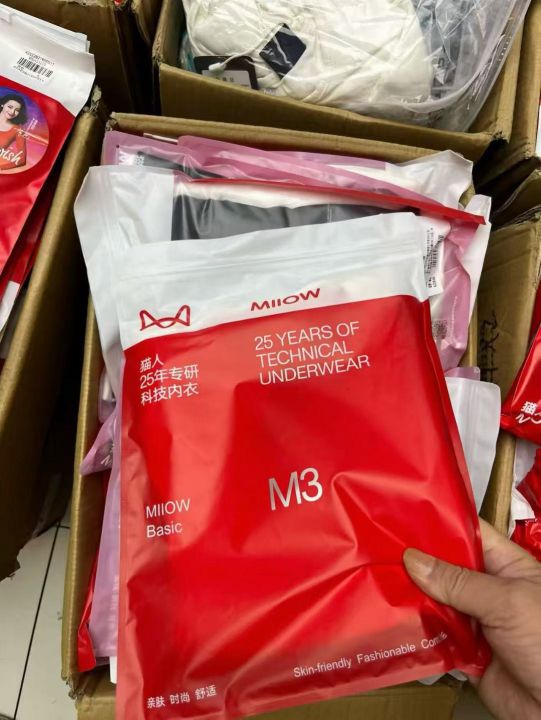 MIIOW
猫人
25年专研
科技内衣
25 YEARS OF
TECHNICAL
UNDERWEAR
MIIOW
Basic
M3
Skin-friendly Fashionable
亲肤 时尚 舒适